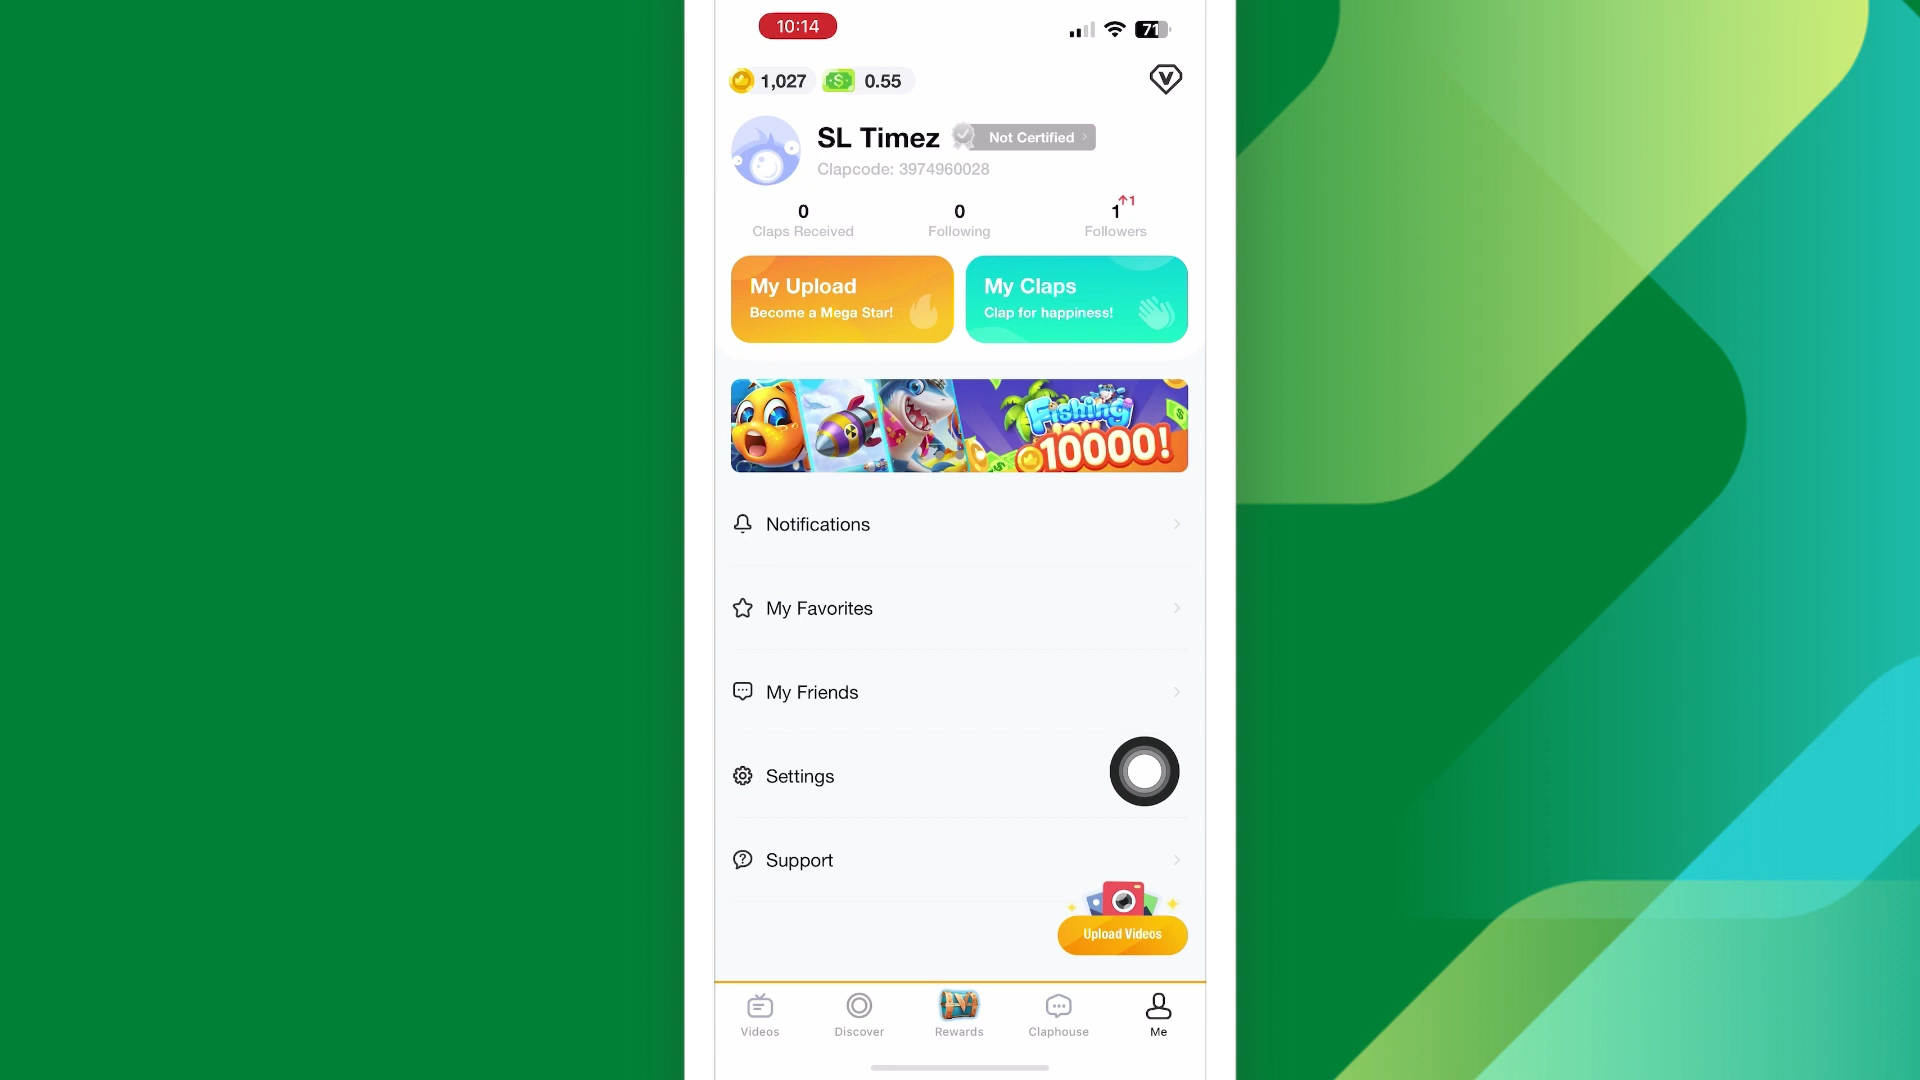 10:14
71
1,027 0.55
SL Timez Not Certified
Clapcode: 3974960028
0 0 1 ↑1
Claps Received Following Followers
My Upload My Claps
Become a Mega Star! Clap for happiness!
Fishing
10000!
Notifications
My Favorites
My Friends
Settings
Support
Upload Videos
Videos Discover Rewards Claphouse Me